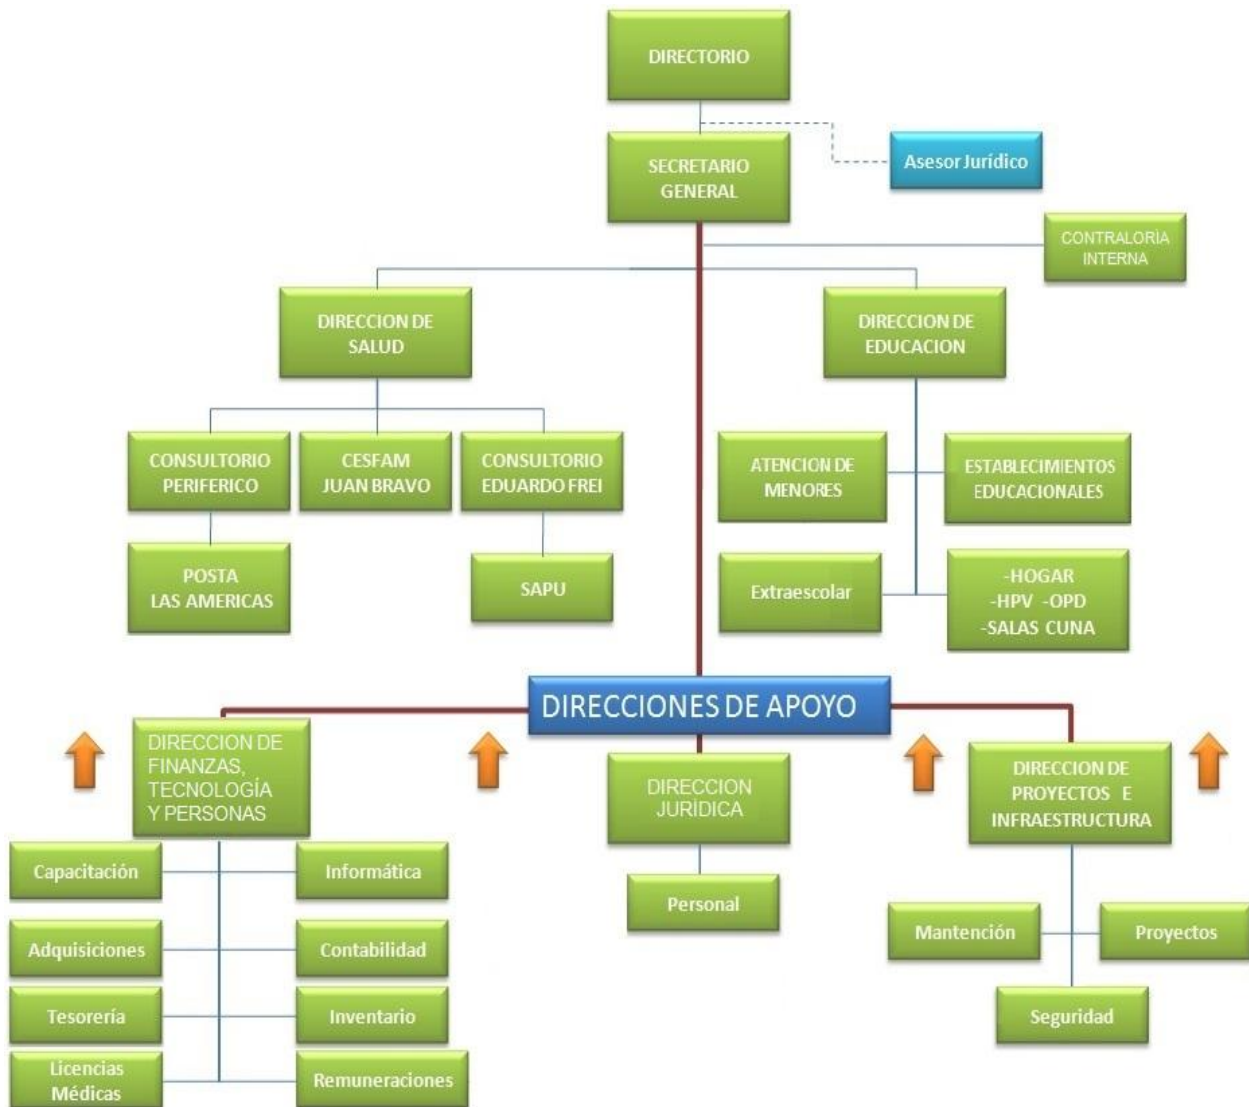 DIRECTORIO
SECRETARIO
GENERAL
Asesor Jurídico
CONTRALORÌA
INTERNA
DIRECCION DE
SALUD
DIRECCION DE
EDUCACION
CONSULTORIO
PERIFERICO
CESFAM
JUAN BRAVO
CONSULTORIO
EDUARDO FREI
ATENCION DE
MENORES
ESTABLECIMIENTOS
EDUCACIONALES
POSTA
LAS AMERICAS
SAPU
Extraescolar
-HOGAR
-HPV -OPD
-SALAS CUNA
DIRECCIONES DE APOYO
DIRECCION DE
FINANZAS,
TECNOLOGÍA
Y PERSONAS
DIRECCION
JURÍDICA
DIRECCION DE
PROYECTOS E
INFRAESTRUCTURA
Capacitación
Informática
Personal
Mantención
Proyectos
Adquisiciones
Contabilidad
Tesorería
Inventario
Seguridad
Licencias
Médicas
Remuneraciones